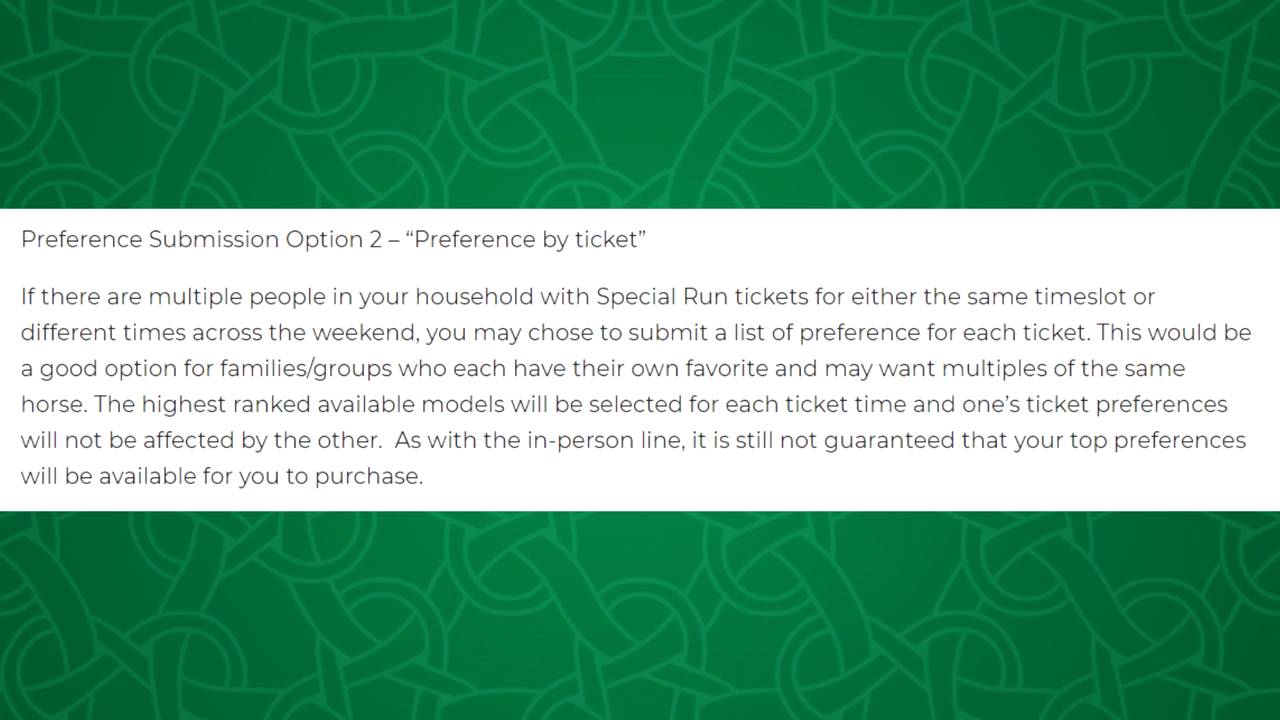 Preference Submission Option 2 – “Preference by ticket”
If there are multiple people in your household with Special Run tickets for either the same timeslot or
different times across the weekend, you may chose to submit a list of preference for each ticket. This would be
a good option for families/groups who each have their own favorite and may want multiples of the same
horse. The highest ranked available models will be selected for each ticket time and one’s ticket preferences
will not be affected by the other.  As with the in-person line, it is still not guaranteed that your top preferences
will be available for you to purchase.